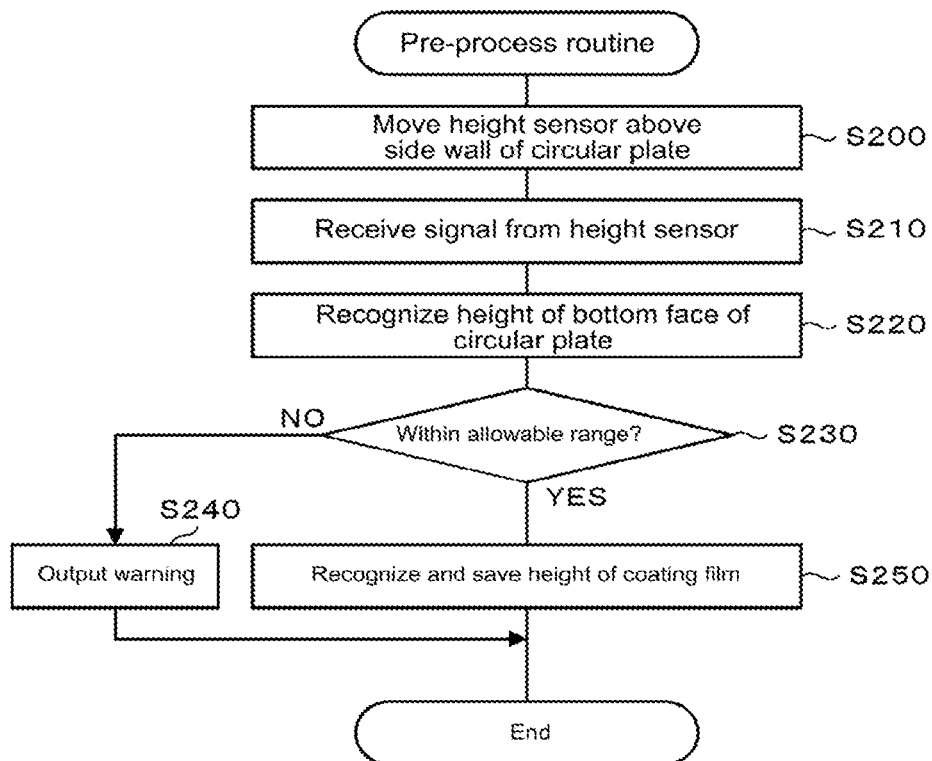 Pre-process routine
Move height sensor above
side wall of circular plate
S200
Receive signal from height sensor
S210
Recognize height of bottom face of
circular plate
S220
NO
Within allowable range?
S230
YES
S240
Output warning
Recognize and save height of coating film
S250
End